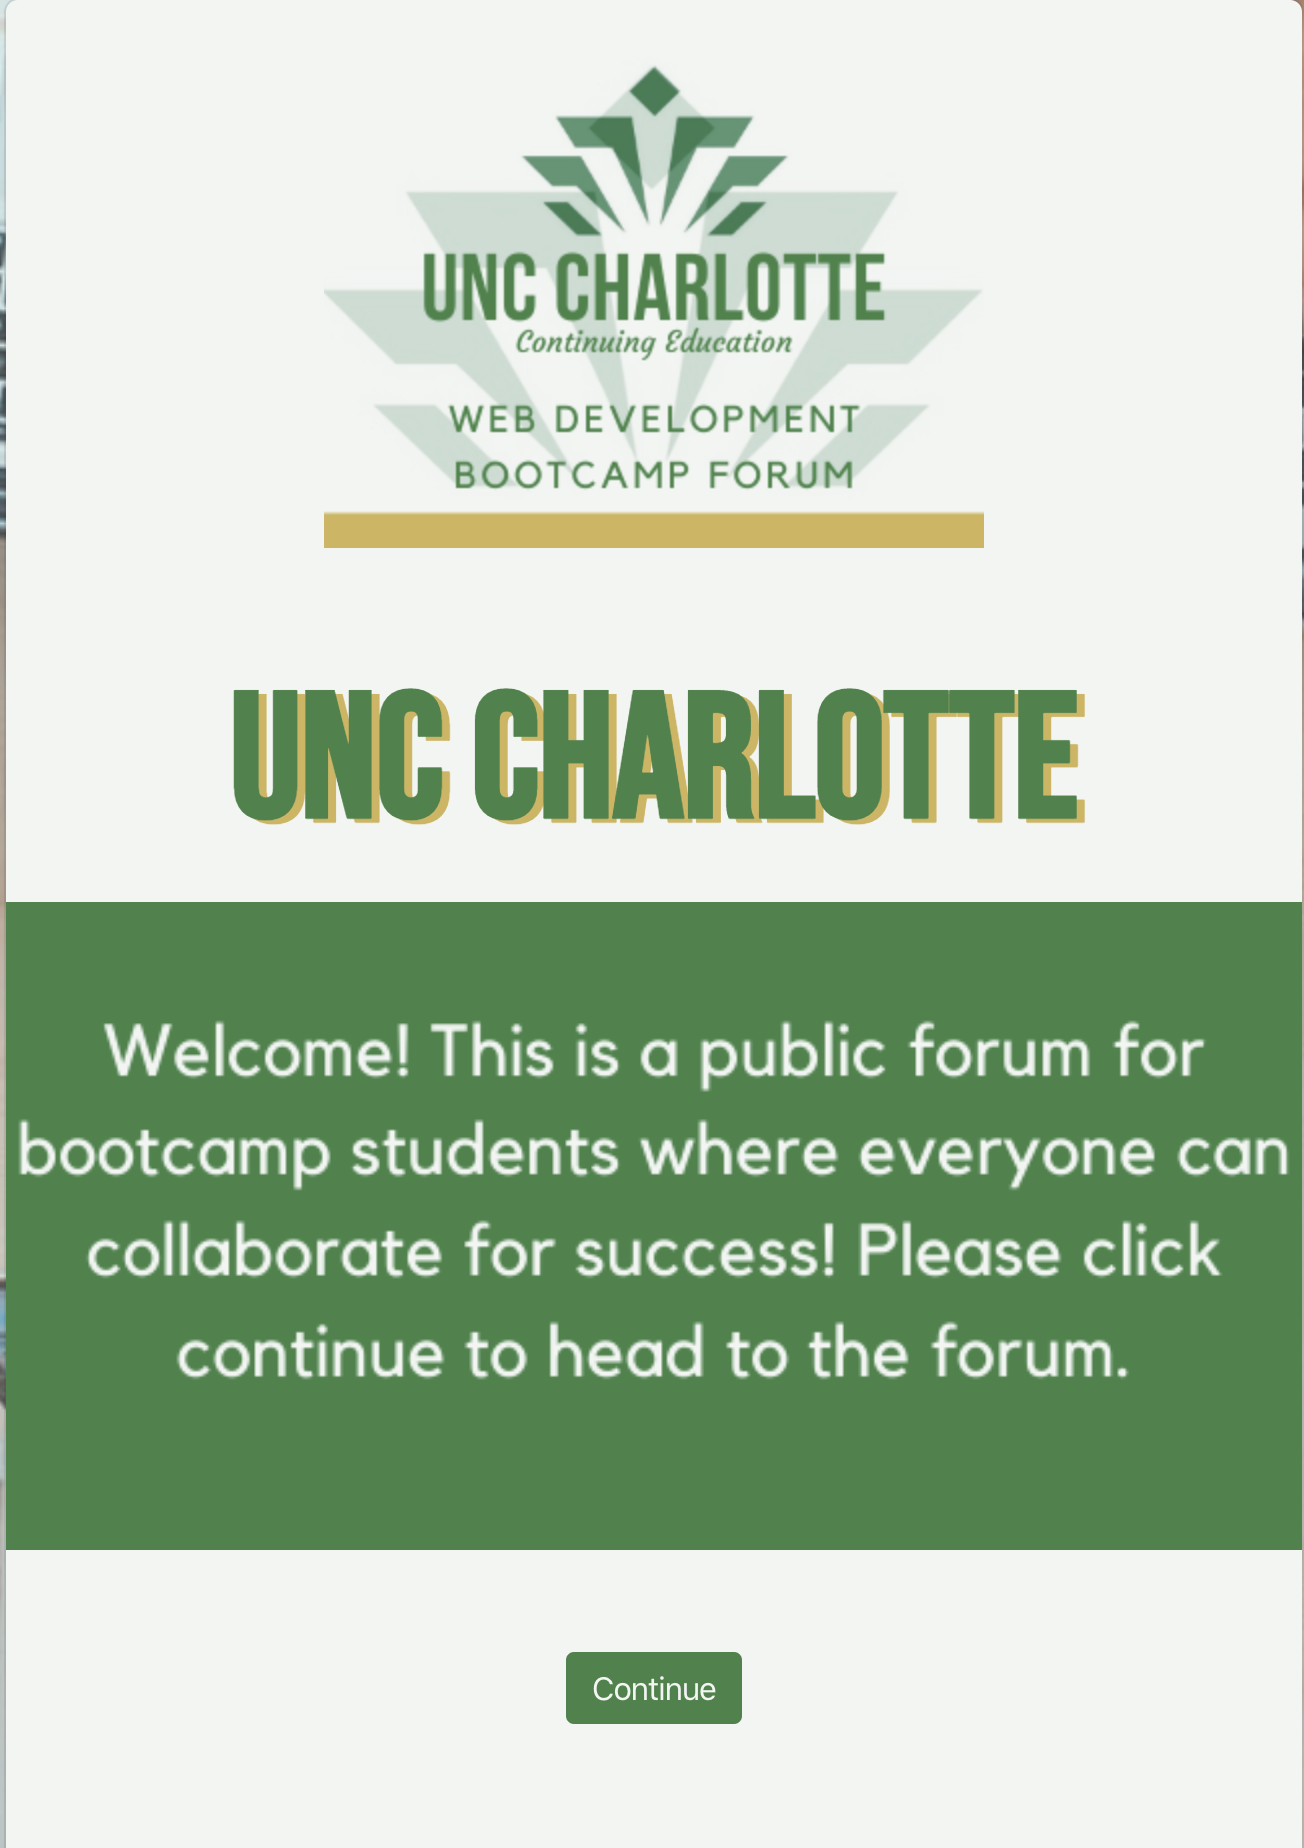 UNC CHARLOTTE
Continuing Education
WEB DEVELOPMENT
BOOTCAMP FORUM
UNC CHARLOTTE
Welcome! This is a public forum for
bootcamp students where everyone can
collaborate for success! Please click
continue to head to the forum.
Continue